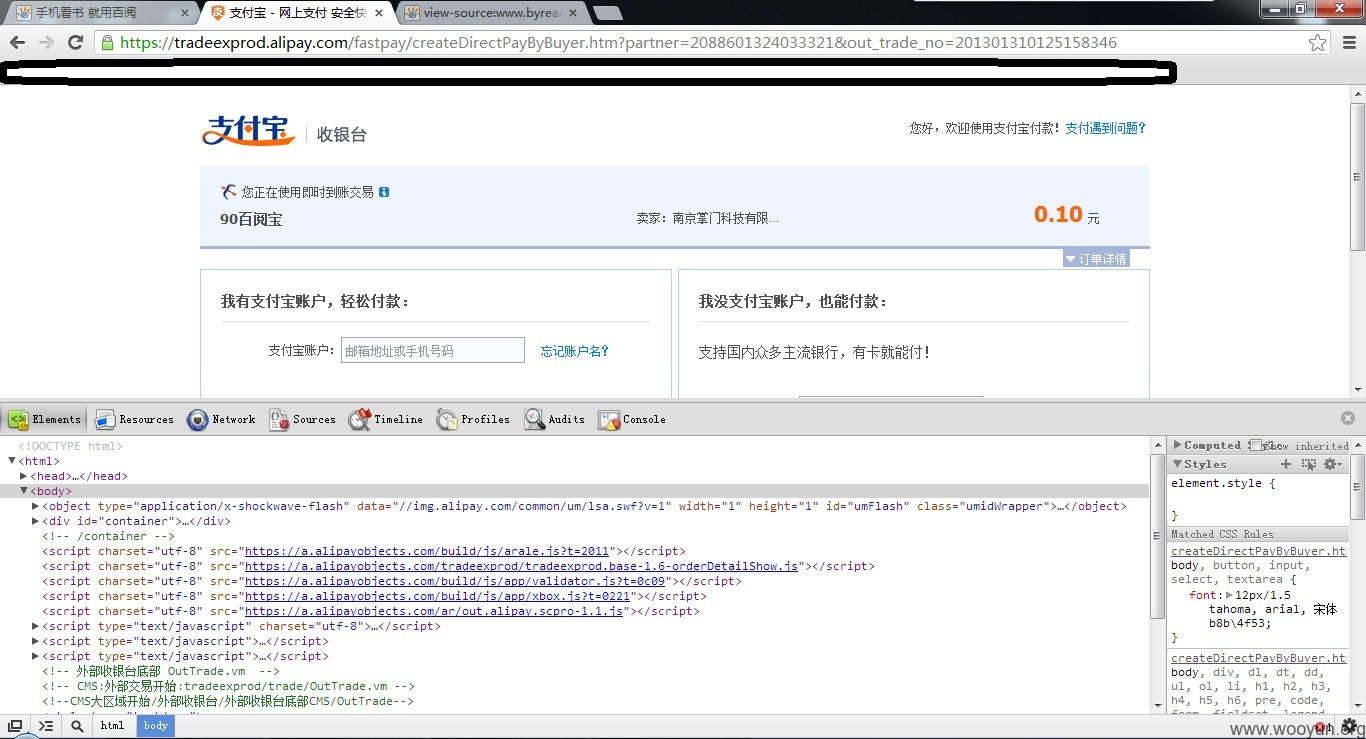 手机看书 就用百阅
支付宝 - 网上支付 安全快
view-source:www.byrea
https://tradeexprod.alipay.com/fastpay/createDirectPayByBuyer.htm?partner=2088601324033321&out_trade_no=201301310125158346
支付宝 收银台
您好，欢迎使用支付宝付款！支付遇到问题？
您正在使用即时到账交易
90百阅宝 卖家：南京掌门科技有限... 0.10 元
订单详情
我有支付宝账户，轻松付款：
支付宝账户： 邮箱地址或手机号码 忘记账户名？
我没支付宝账户，也能付款：
支持国内众多主流银行，有卡就能付！
Elements Resources Network Sources Timeline Profiles Audits Console
<!DOCTYPE html>
<html>
<head>…</head>
<body>
<object type="application/x-shockwave-flash" data="//img.alipay.com/common/um/lsa.swf?v=1" width="1" height="1" id="umFlash" class="umidWrapper">…</object>
<div id="container">…</div>
<!-- /container -->
<script charset="utf-8" src="https://a.alipayobjects.com/build/js/arale.js?t=2011"></script>
<script charset="utf-8" src="https://a.alipayobjects.com/tradeexprod/tradeexprod.base-1.6-orderDetailShow.js"></script>
<script charset="utf-8" src="https://a.alipayobjects.com/build/js/app/validator.js?t=0c09"></script>
<script charset="utf-8" src="https://a.alipayobjects.com/build/js/app/xbox.js?t=0221"></script>
<script charset="utf-8" src="https://a.alipayobjects.com/ar/out.alipay.scpro-1.1.js"></script>
<script type="text/javascript" charset="utf-8">…</script>
<script type="text/javascript">…</script>
<script type="text/javascript">…</script>
<!-- 外部收银台底部 OutTrade.vm -->
<!-- CMS:外部交易开始:tradeexprod/trade/OutTrade.vm -->
<!--CMS大区域开始/外部收银台/外部收银台底部CMS/OutTrade-->
Computed Show inherited
Styles
element.style {
}
Matched CSS Rules
createDirectPayByBuyer.ht
body, button, input,
select, textarea {
font: 12px/1.5
tahoma, arial, 宋体
b8b\4f53;
}
createDirectPayByBuyer.ht
body, div, dl, dt, dd,
ul, ol, li, h1, h2, h3,
h4, h5, h6, pre, code,
form, fieldset, legend,
html body
1
www.wooyun.org